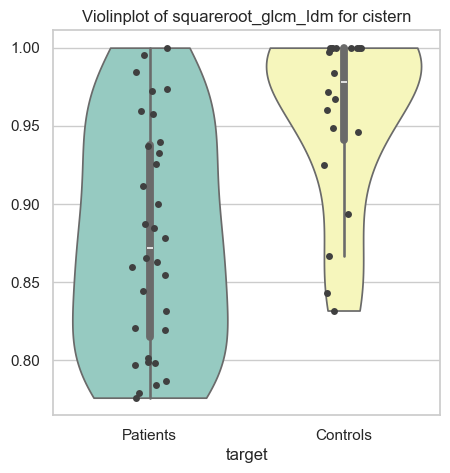 Violinplot of squareroot_glcm_Idm for cistern
1.00
0.95
0.90
0.85
0.80
Patients
Controls
target